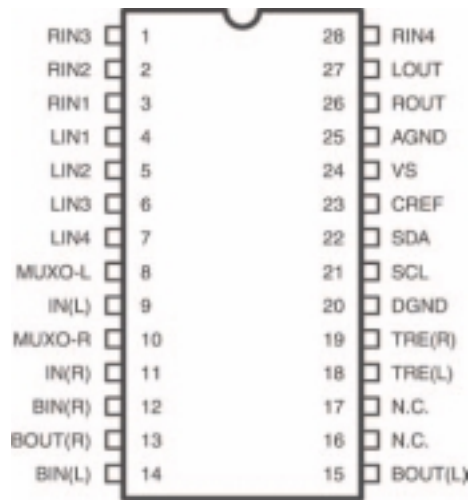 RIN3 1 28 RIN4
RIN2 2 27 LOUT
RIN1 3 26 ROUT
LIN1 4 25 AGND
LIN2 5 24 VS
LIN3 6 23 CREF
LIN4 7 22 SDA
MUXO-L 8 21 SCL
IN(L) 9 20 DGND
MUXO-R 10 19 TRE(R)
IN(R) 11 18 TRE(L)
BIN(R) 12 17 N.C.
BOUT(R) 13 16 N.C.
BIN(L) 14 15 BOUT(L)